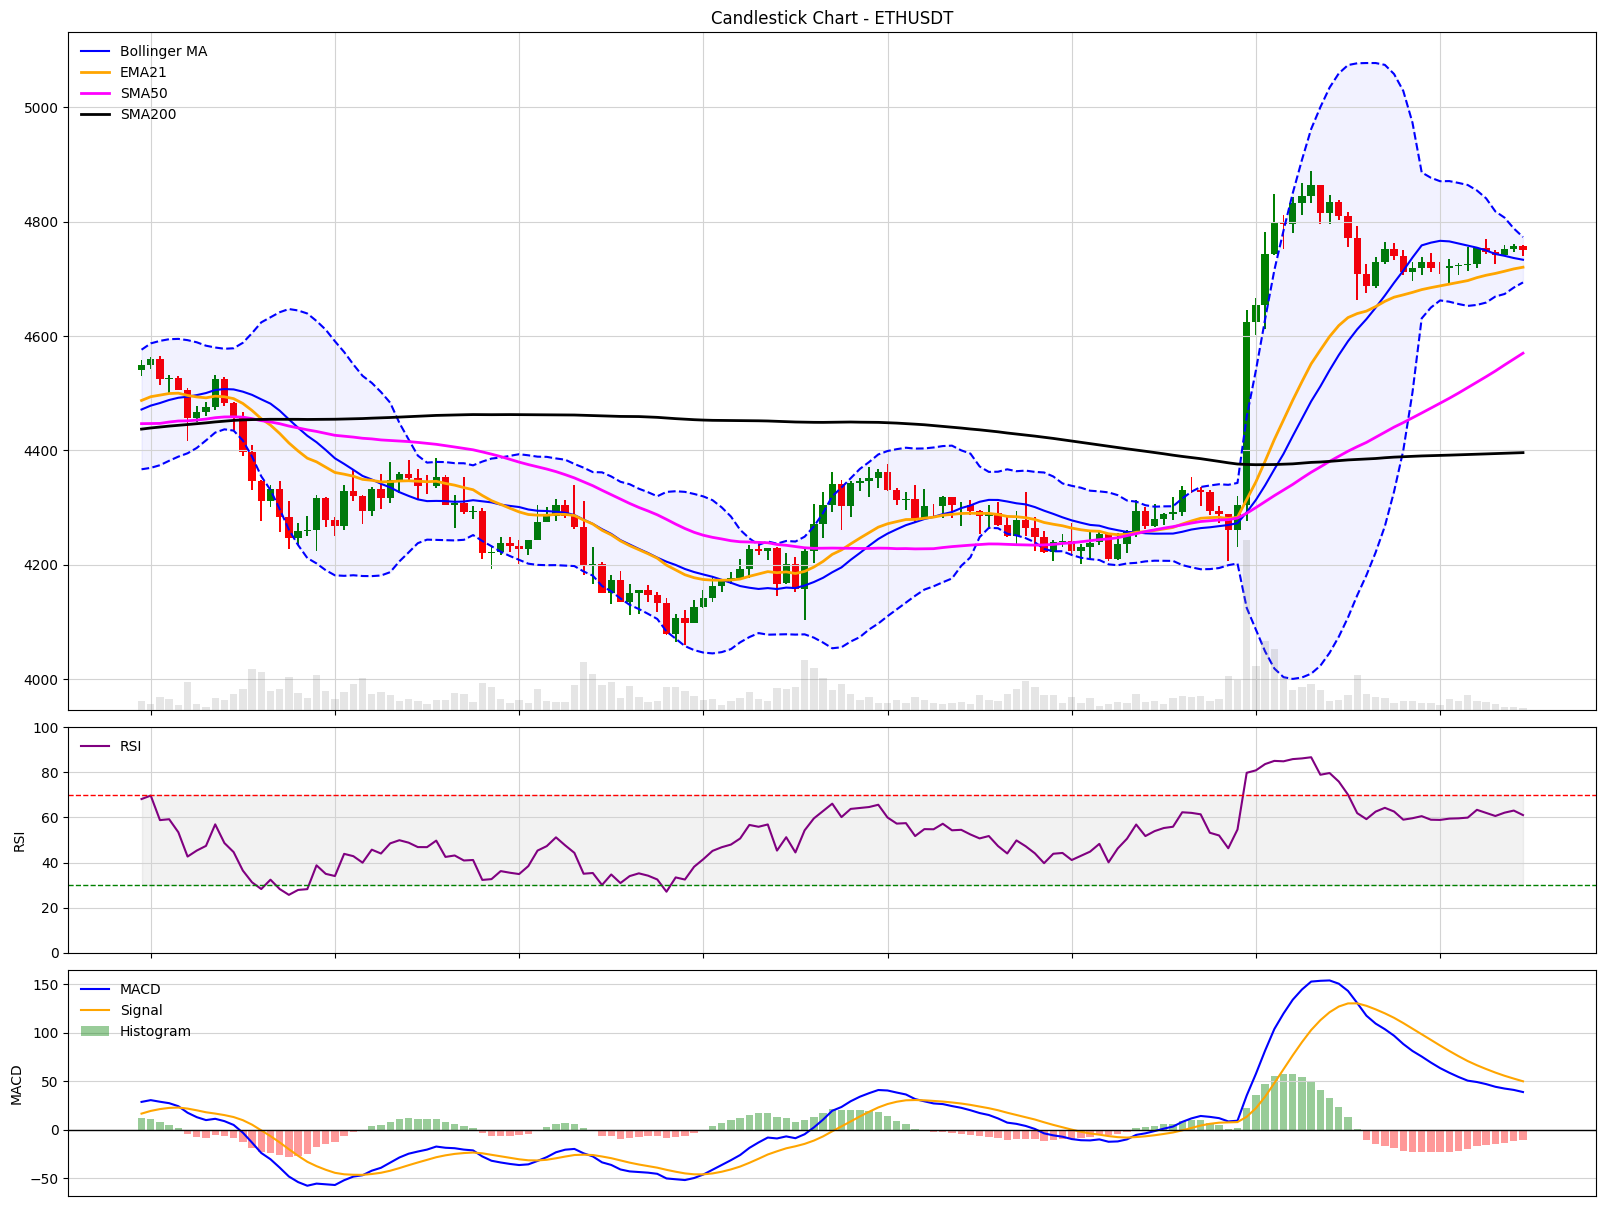 Candlestick Chart - ETHUSDT
Bollinger MA
EMA21
SMA50
SMA200
5000
4800
4600
4400
4200
4000
RSI
100
80
60
40
20
0
RSI
MACD
Signal
Histogram
150
100
50
0
−50
MACD